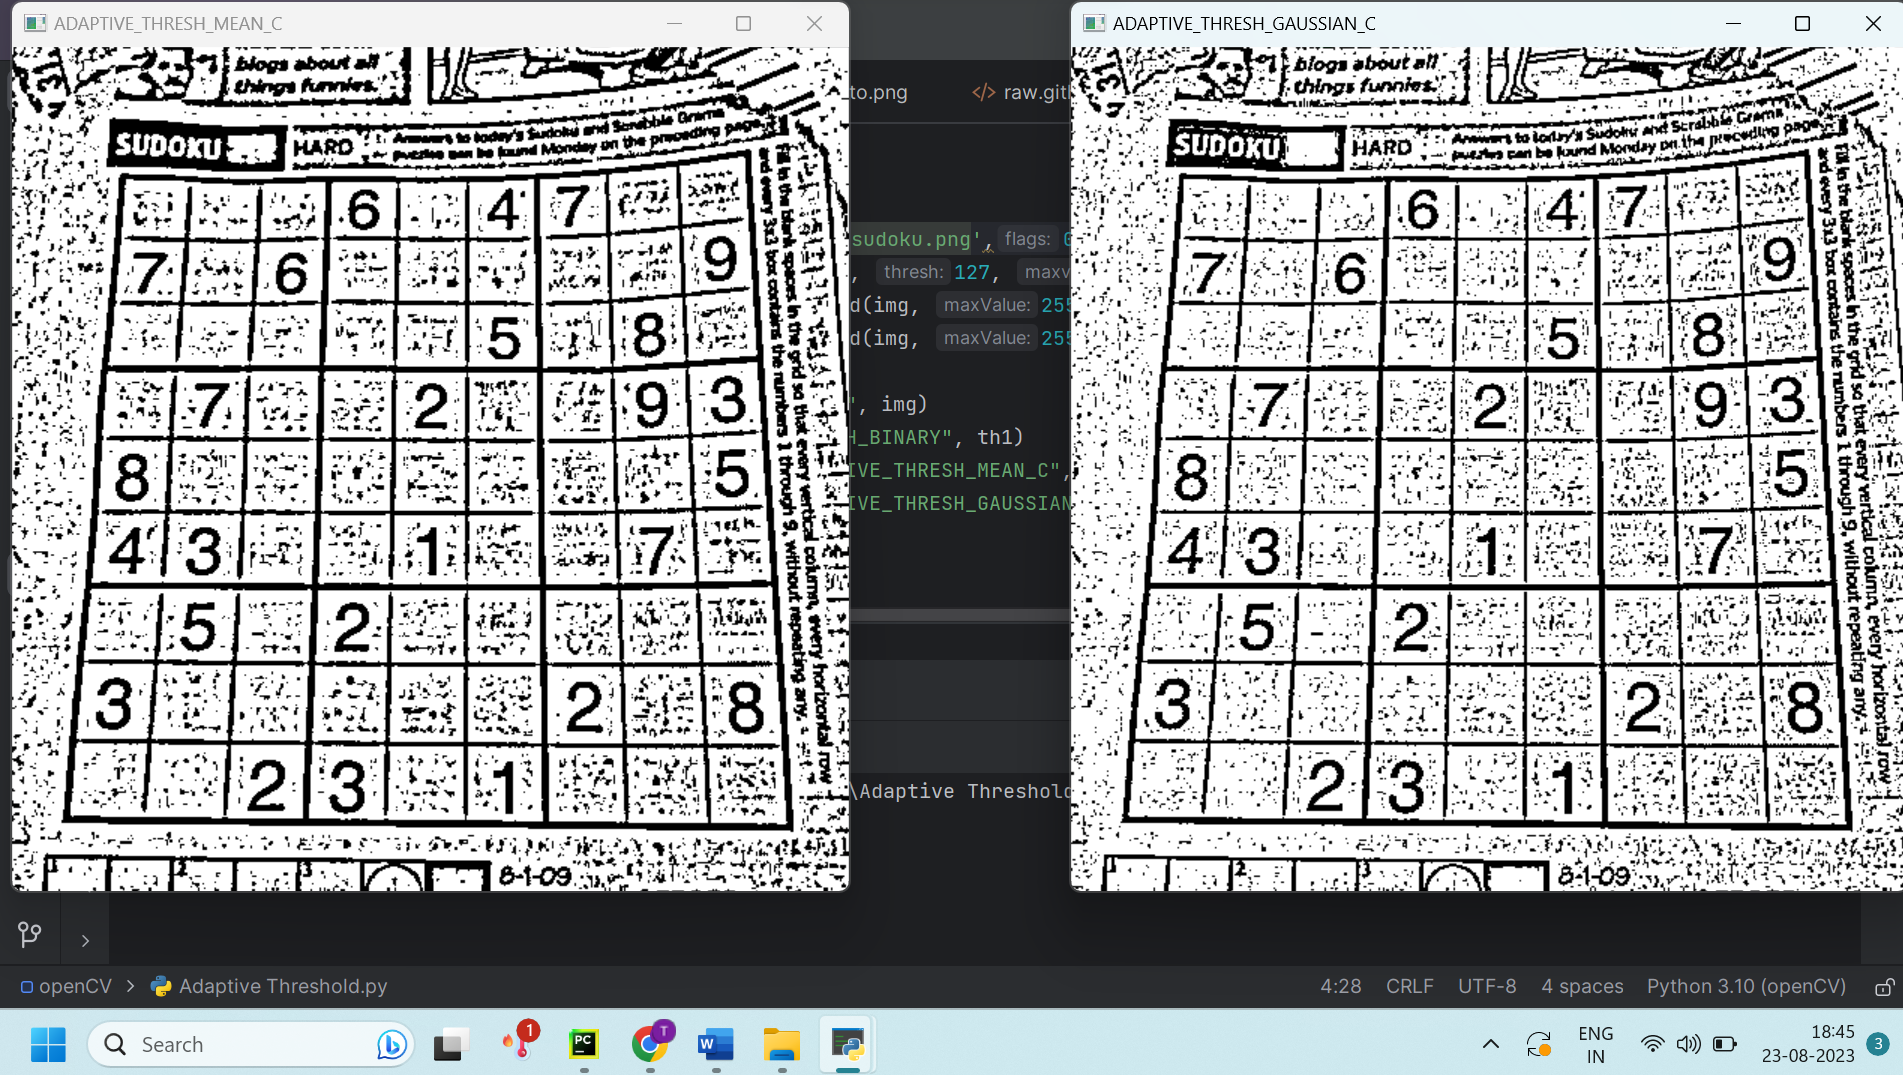 ADAPTIVE_THRESH_MEAN_C
blogs about all
things funnies.
SUDOKU
HARD
Answers to today's Sudoku and Scrabble Grams
puzzles can be found Monday on the preceding page.
Fill in the blank spaces in the grid so that every vertical column, every horizontal row
and every 3x3 box contains the numbers 1 through 9, without repeating any.
6 4 7
7 6 9
5 8
7 2 9 3
8 5
4 3 1 7
5 2
3 2 8
2 3 1
1 2 3
8-1-09
to.png
</> raw.git
sudoku.png', flags: 0
, thresh: 127, maxv
d(img, maxValue: 255
d(img, maxValue: 255
", img)
H_BINARY", th1)
IVE_THRESH_MEAN_C",
IVE_THRESH_GAUSSIAN
\Adaptive Threshold
ADAPTIVE_THRESH_GAUSSIAN_C
blogs about all
things funnies.
SUDOKU
HARD
Answers to today's Sudoku and Scrabble Grams
puzzles can be found Monday on the preceding page.
Fill in the blank spaces in the grid so that every vertical column, every horizontal row
and every 3x3 box contains the numbers 1 through 9, without repeating any.
6 4 7
7 6 9
5 8
7 2 9 3
8 5
4 3 1 7
5 2
3 2 8
2 3 1
1 2 3
8-1-09
openCV > Adaptive Threshold.py
4:28 CRLF UTF-8 4 spaces Python 3.10 (openCV)
Search
1
PC
T
W
ENG
IN
18:45
23-08-2023
3